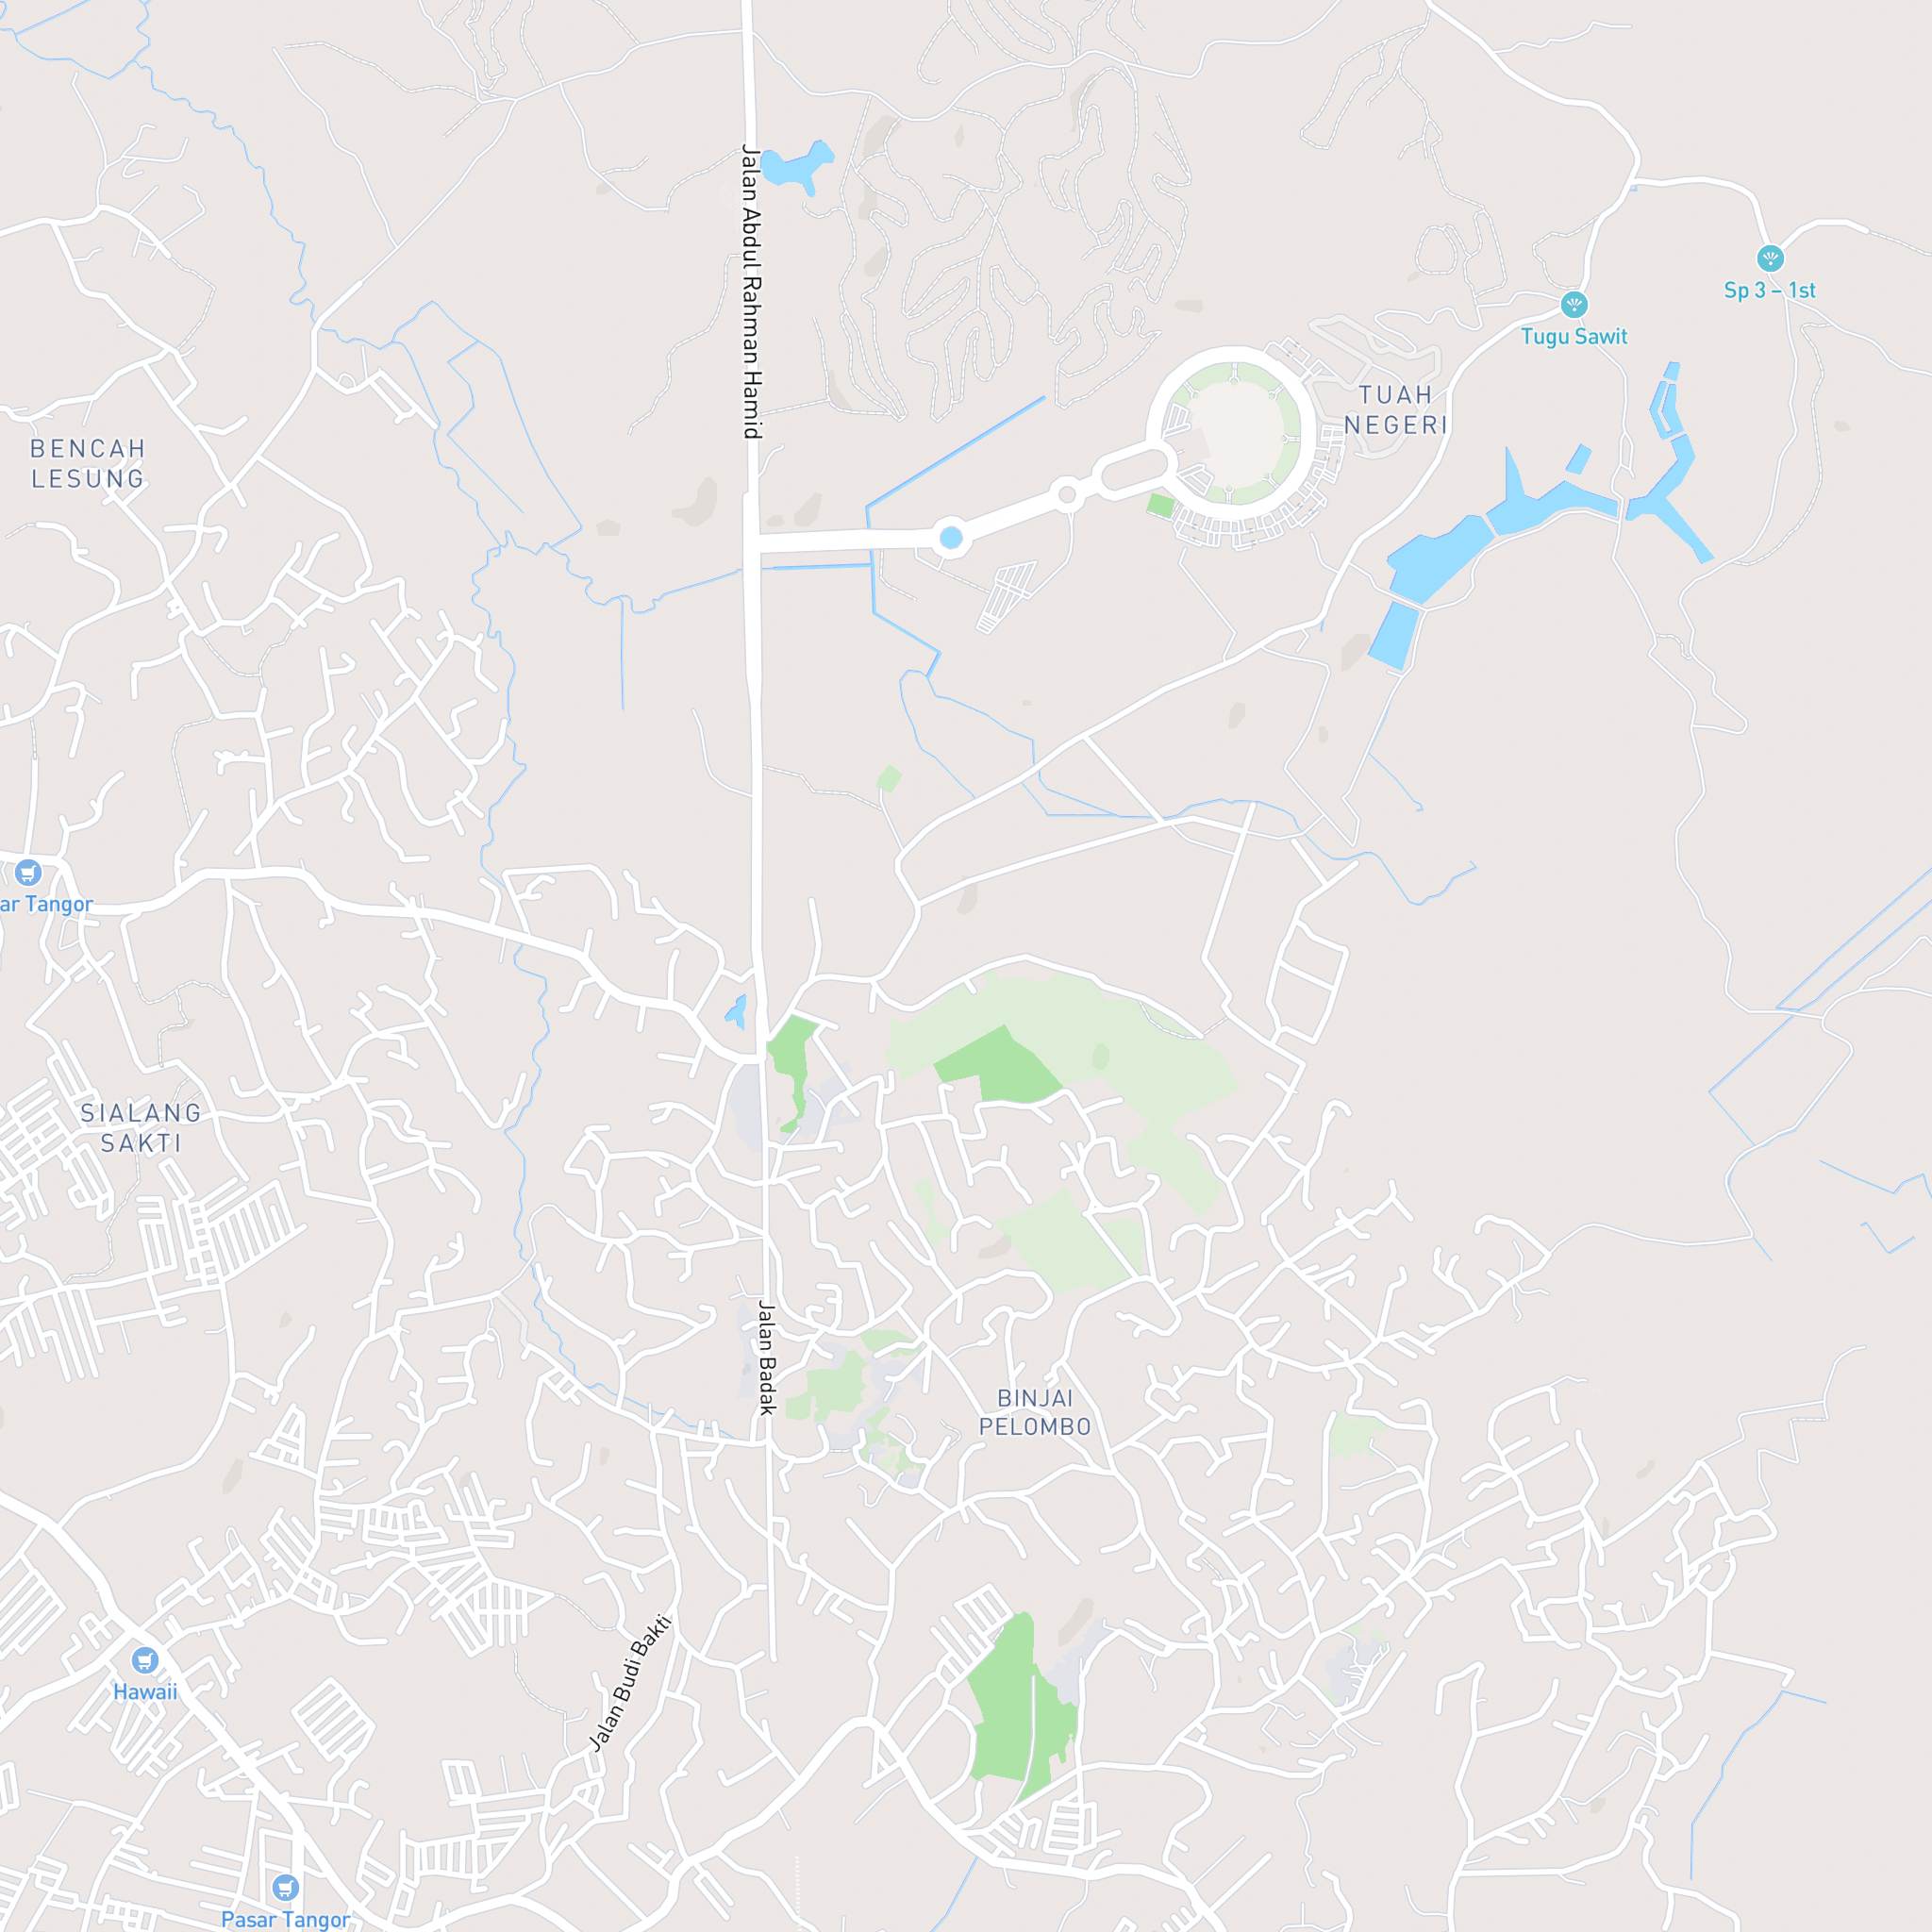 Jalan Abdul Rahman Hamid
Sp 3 – 1st
Tugu Sawit
TUAH
NEGERI
BENCAH
LESUNG
ar Tangor
SIALANG
SAKTI
Jalan Badak
BINJAI
PELOMBO
Jalan Budi Bakti
Hawaii
Pasar Tangor